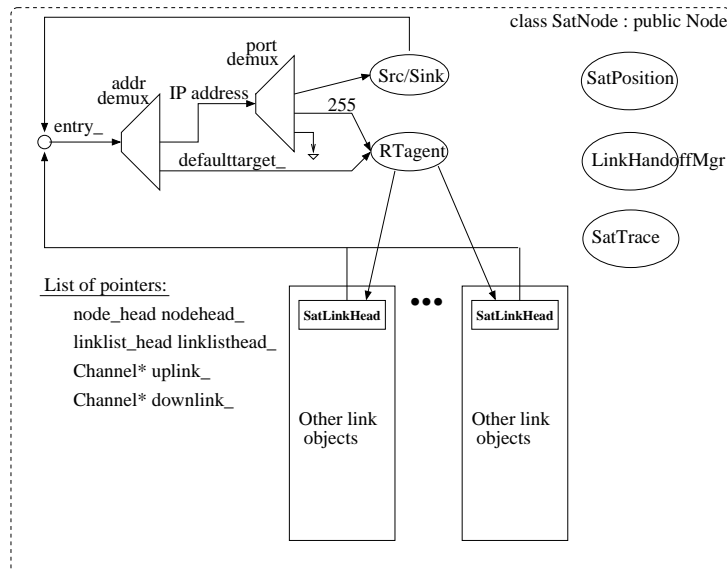 class SatNode : public Node
port
demux
addr
demux
IP address
Src/Sink
SatPosition
255
entry_
defaulttarget_
RTagent
LinkHandoffMgr
SatTrace
List of pointers:
node_head nodehead_
linklist_head linklisthead_
Channel* uplink_
Channel* downlink_
SatLinkHead
SatLinkHead
Other link
objects
Other link
objects